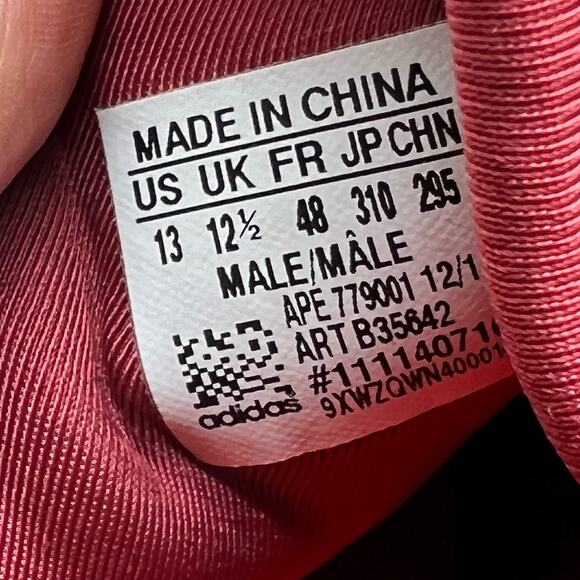 MADE IN CHINA
US UK FR JP CHN
13 12½ 48 310 295
MALE/MÂLE
APE 779001 12/1
ART B35642
#11114071
adidas 9XWZQWN4000